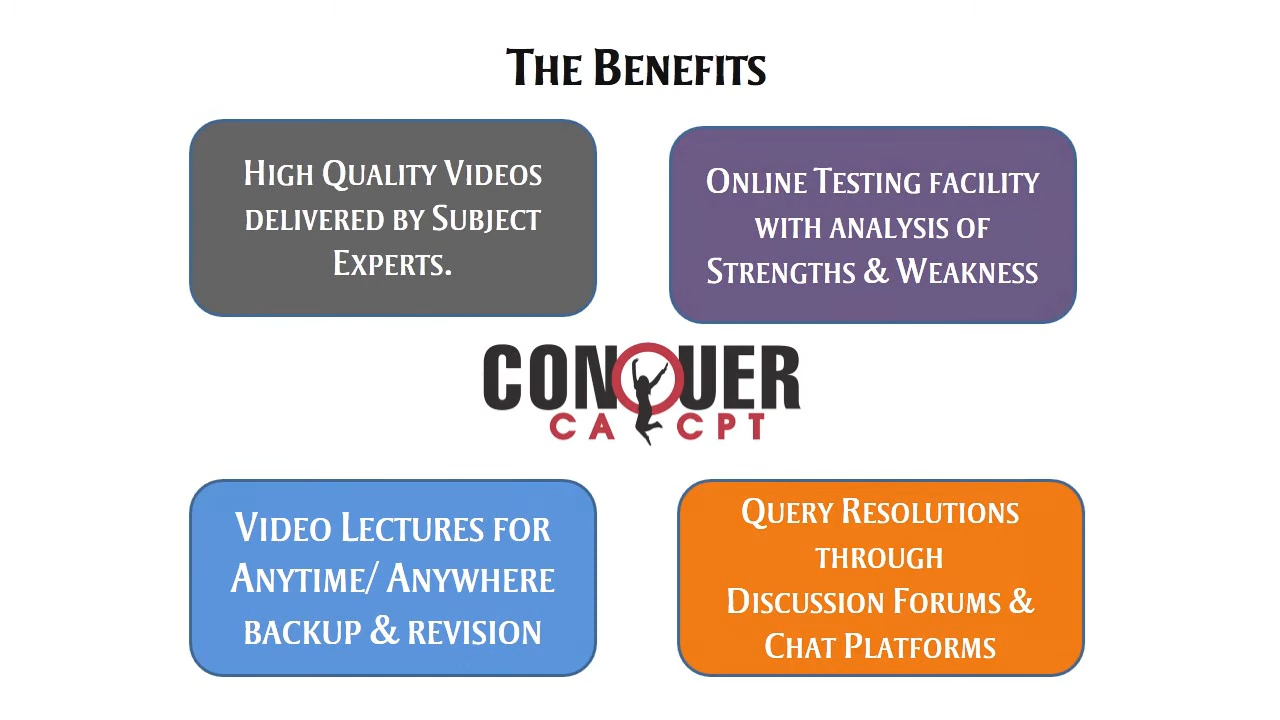 The Benefits
High Quality Videos
delivered by Subject
Experts.
Online Testing facility
with analysis of
Strengths & Weakness
CONQUER
CA CPT
Video Lectures for
Anytime/ Anywhere
backup & revision
Query Resolutions
through
Discussion Forums &
Chat Platforms